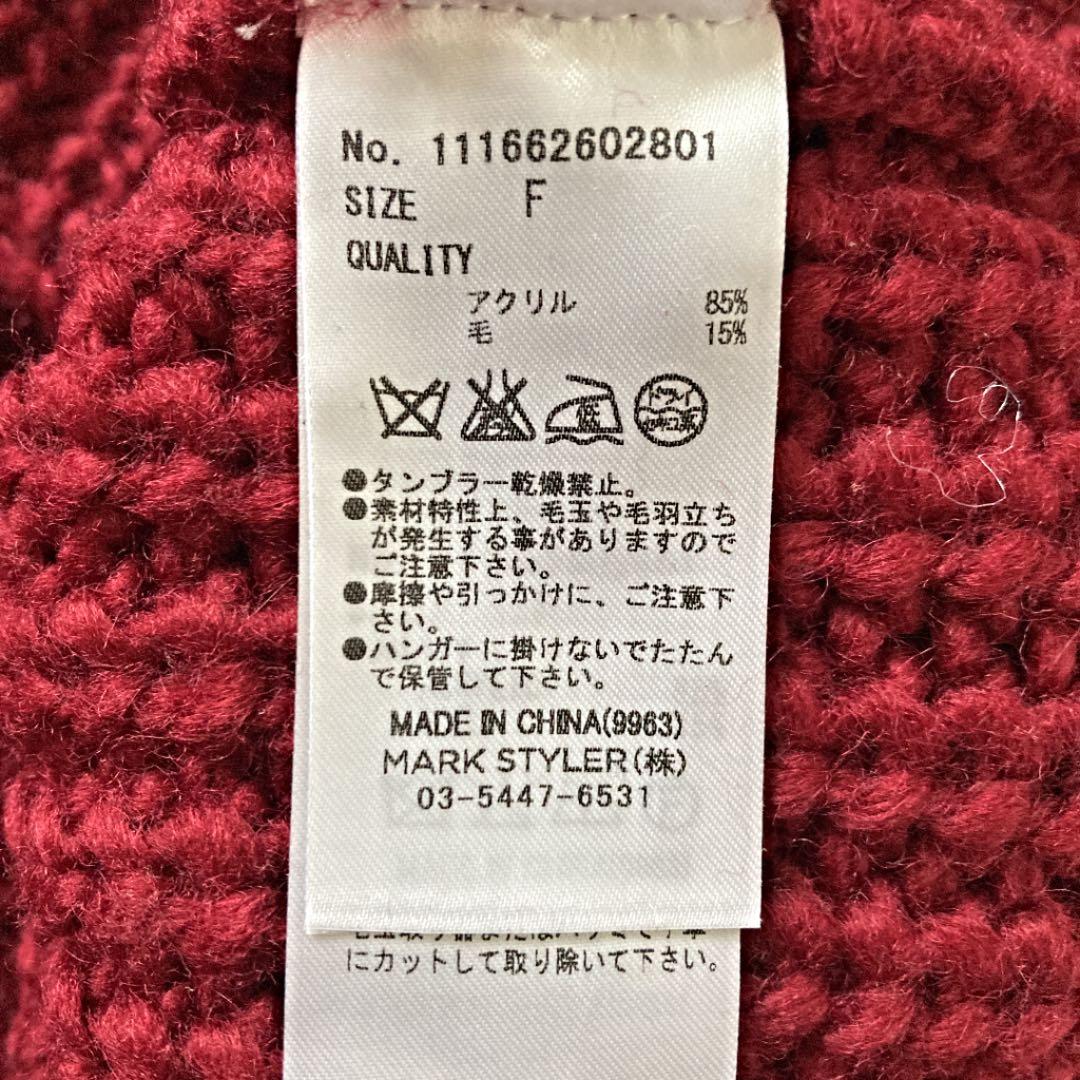 No. 111662602801
SIZE F
QUALITY
アクリル 85%
毛 15%
低
ドライ
●タンブラー乾燥禁止。
●素材特性上、毛玉や毛羽立ち
が発生する事がありますので
ご注意下さい。
●摩擦や引っかけに、ご注意下
さい。
●ハンガーに掛けないでたたん
で保管して下さい。
MADE IN CHINA(9963)
MARK STYLER(株)
03-5447-6531
にカットして取り除いて下さい。